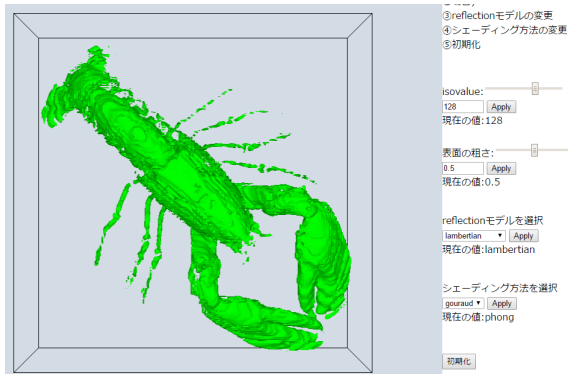 ③reflectionモデルの変更
④シェーディング方法の変更
⑤初期化
isovalue:
128 Apply
現在の値:128
表面の粗さ:
0.5 Apply
現在の値:0.5
reflectionモデルを選択
lambertian Apply
現在の値:lambertian
シェーディング方法を選択
gouraud Apply
現在の値:phong
初期化